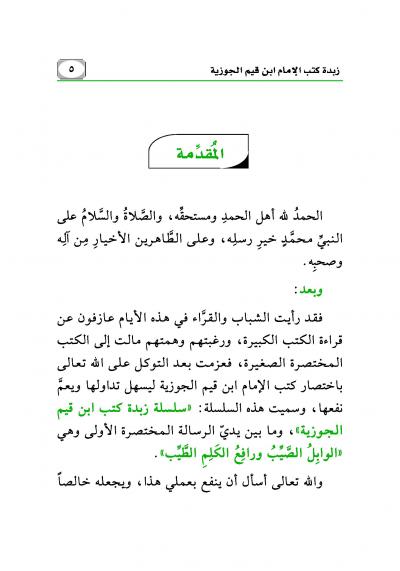 زبدة كتب الإمام ابن قيم الجوزية
٥
المُقدِّمة
الحمدُ لله أهل الحمدِ ومستحقِّه، والصَّلاةُ والسَّلامُ على
النبيِّ محمَّدٍ خيرِ رسلِه، وعلى الطَّاهرين الأخيارِ مِن آلِه
وصحبِه.
وبعد:
فقد رأيت الشباب والقرَّاء في هذه الأيام عازفون عن
قراءة الكتب الكبيرة، ورغبتهم وهمتهم مالت إلى الكتب
المختصرة الصغيرة، فعزمت بعد التوكل على الله تعالى
باختصار كتب الإمام ابن قيم الجوزية ليسهل تداولها ويعمَّ
نفعها، وسميت هذه السلسلة: «سلسلة زبدة كتب ابن قيم
الجوزية»، وما بين يديّ الرسالة المختصرة الأولى وهي
«الوابِلُ الصَّيِّبُ ورافِعُ الكَلِمِ الطَّيِّب».
والله تعالى أسأل أن ينفع بعملي هذا، ويجعله خالصاً